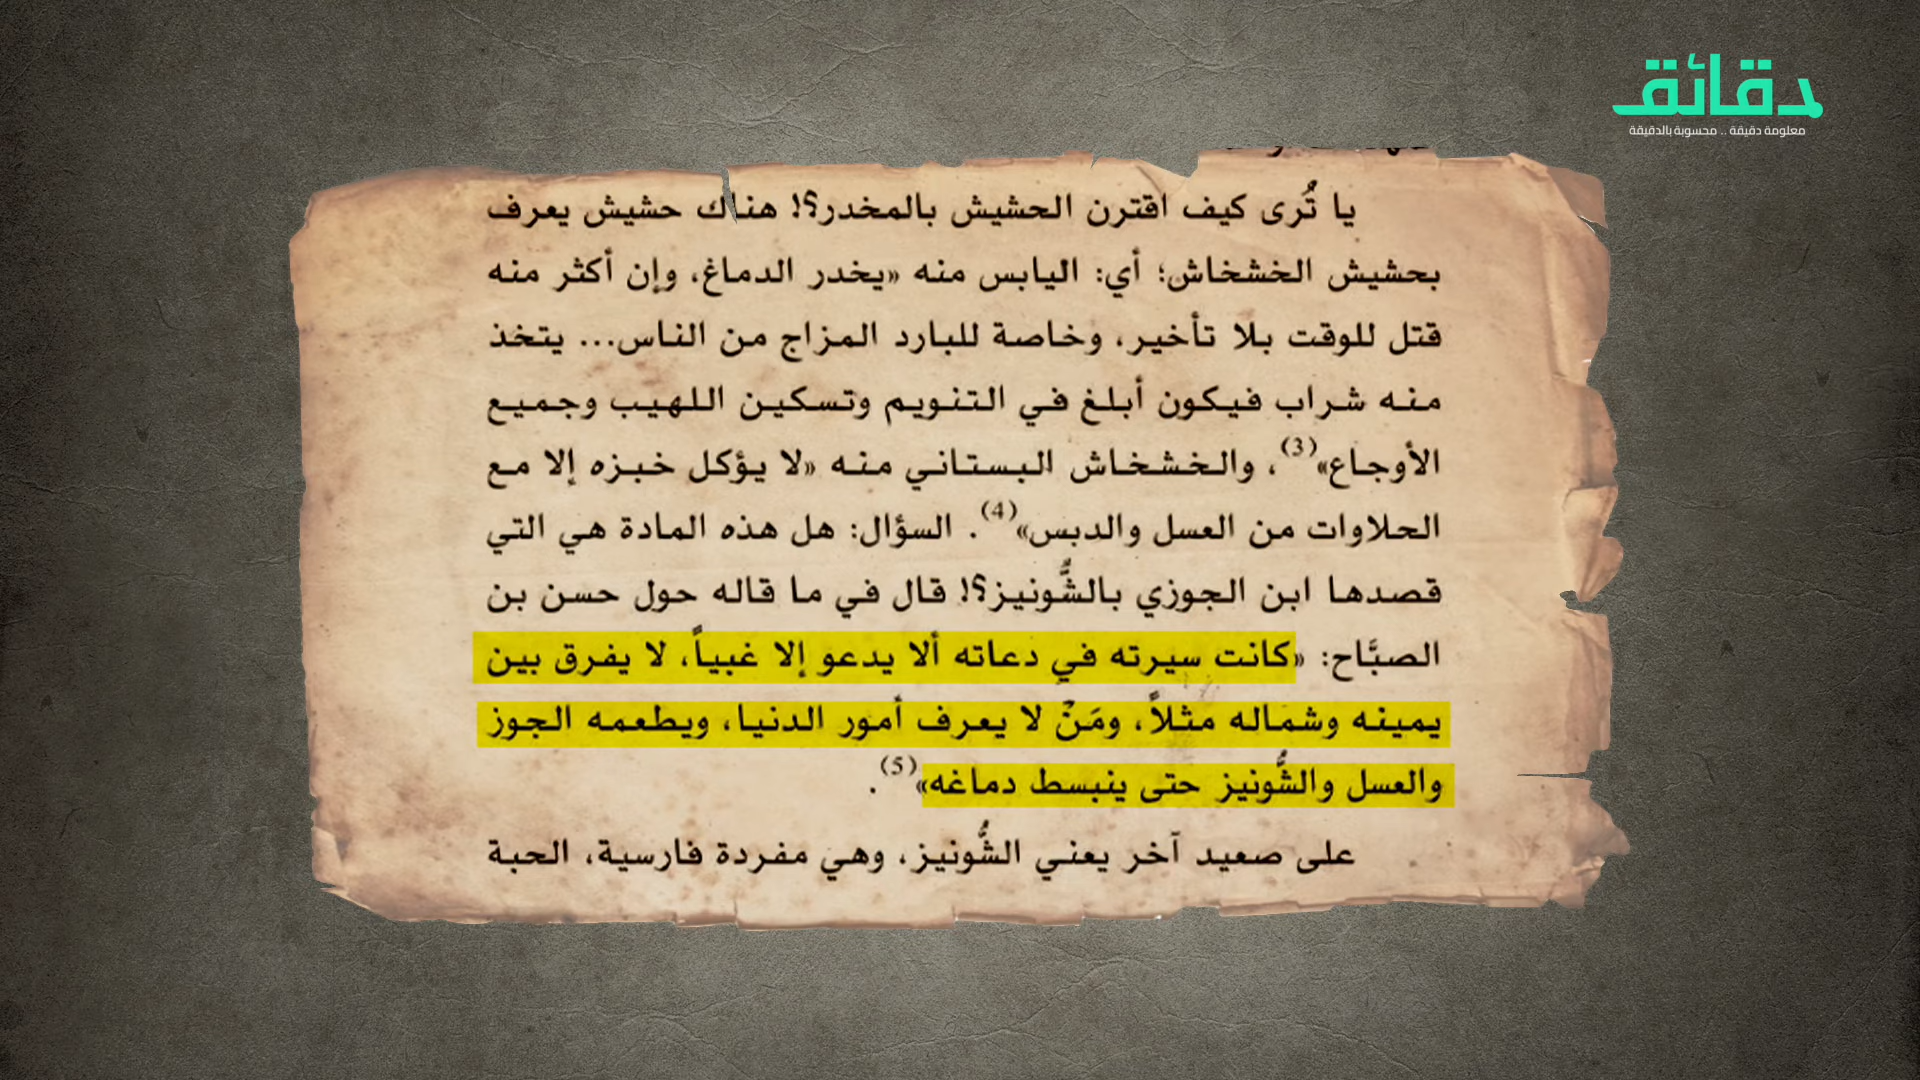 دقائق
معلومة دقيقة .. محسوبة بالدقيقة
يا تُرى كيف اقترن الحشيش بالمخدر؟! هناك حشيش يعرف
بحشيش الخشخاش؛ أي: اليابس منه «يخدر الدماغ، وإن أكثر منه
قتل للوقت بلا تأخير، وخاصة للبارد المزاج من الناس... يتخذ
منه شراب فيكون أبلغ في التنويم وتسكين اللهيب وجميع
الأوجاع»(3)، والخشخاش البستاني منه «لا يؤكل خبزه إلا مع
الحلاوات من العسل والدبس»(4). السؤال: هل هذه المادة هي التي
قصدها ابن الجوزي بالشُّونيز؟! قال في ما قاله حول حسن بن
الصبَّاح: «كانت سيرته في دعاته ألا يدعو إلا غبياً، لا يفرق بين
يمينه وشماله مثلاً، ومَنْ لا يعرف أمور الدنيا، ويطعمه الجوز
والعسل والشُّونيز حتى ينبسط دماغه»(5).
على صعيد آخر يعني الشُّونيز، وهي مفردة فارسية، الحبة